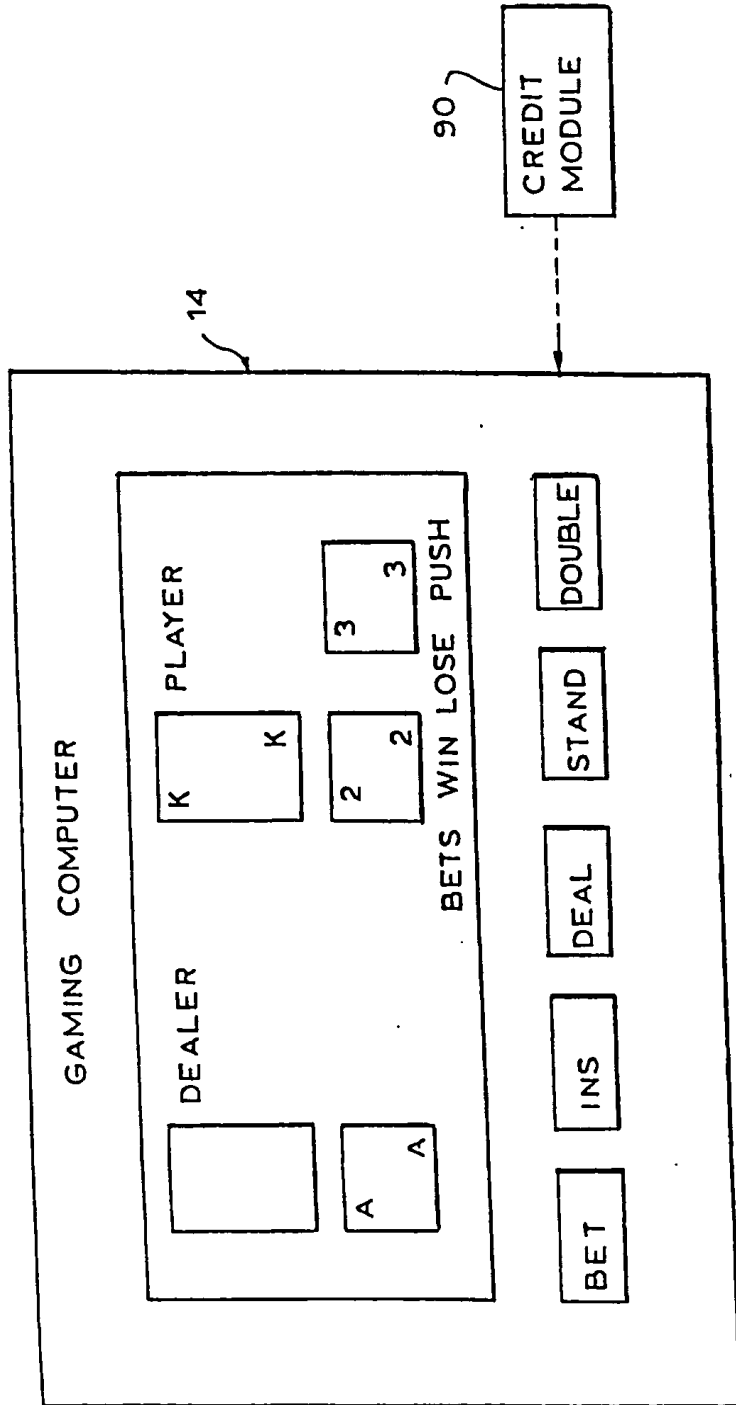 GAMING COMPUTER
14
DEALER
PLAYER
K
K
A
A
2
2
3
3
BETS WIN LOSE PUSH
BET
INS
DEAL
STAND
DOUBLE
90
CREDIT
MODULE